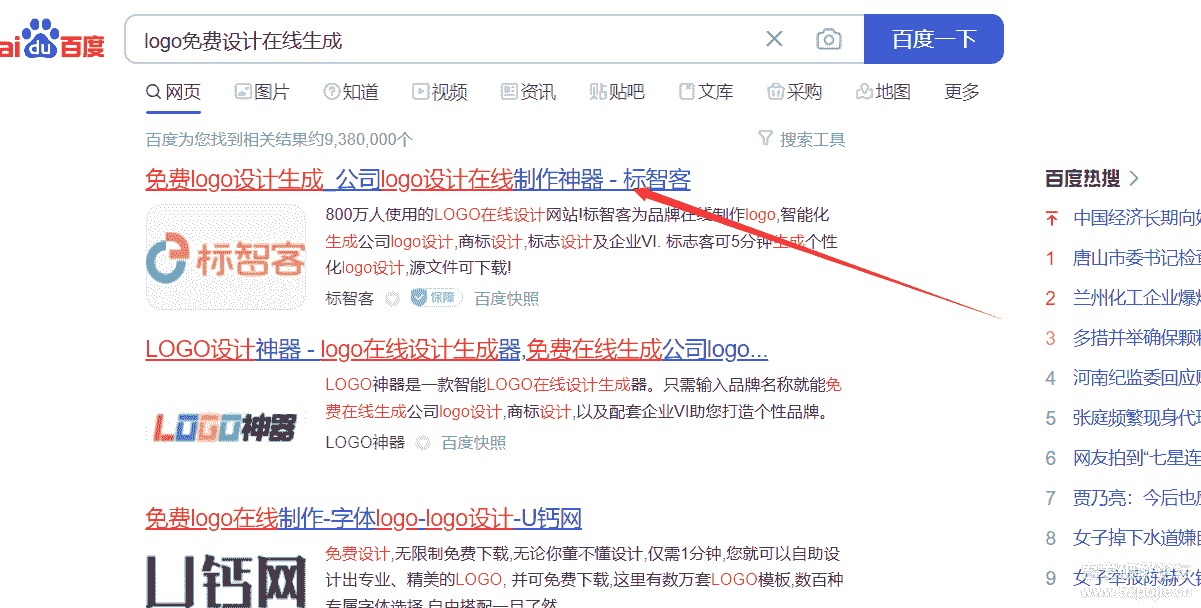 ai du 百度
logo免费设计在线生成
百度一下
网页 图片 知道 视频 资讯 贴吧 文库 采购 地图 更多
百度为您找到相关结果约9,380,000个
搜索工具
免费logo设计生成_公司logo设计在线制作神器 - 标智客
标智客
800万人使用的LOGO在线设计网站!标智客为品牌在线制作logo,智能化
生成公司logo设计,商标设计,标志设计及企业VI. 标志客可5分钟生成个性
化logo设计,源文件可下载!
标智客 保障 百度快照
LOGO设计神器 - logo在线设计生成器,免费在线生成公司logo...
LOGO神器
LOGO神器是一款智能LOGO在线设计生成器。只需输入品牌名称就能免
费在线生成公司logo设计,商标设计,以及配套企业VI助您打造个性品牌。
LOGO神器 百度快照
免费logo在线制作-字体logo-logo设计-U钙网
U钙网
免费设计,无限制免费下载,无论你董不懂设计,仅需1分钟,您就可以自助设
计出专业、精美的LOGO, 并可免费下载,这里有数万套LOGO模板,数百种
专属字体选择,自由搭配一目了然
百度热搜
中国经济长期向
1 唐山市委书记检
2 兰州化工企业爆
3 多措并举确保颗
4 河南纪监委回应
5 张庭频繁现身代
6 网友拍到“七星连
7 贾乃亮：今后也
8 女子掉下水道嫌
9 女子举报陈赫火